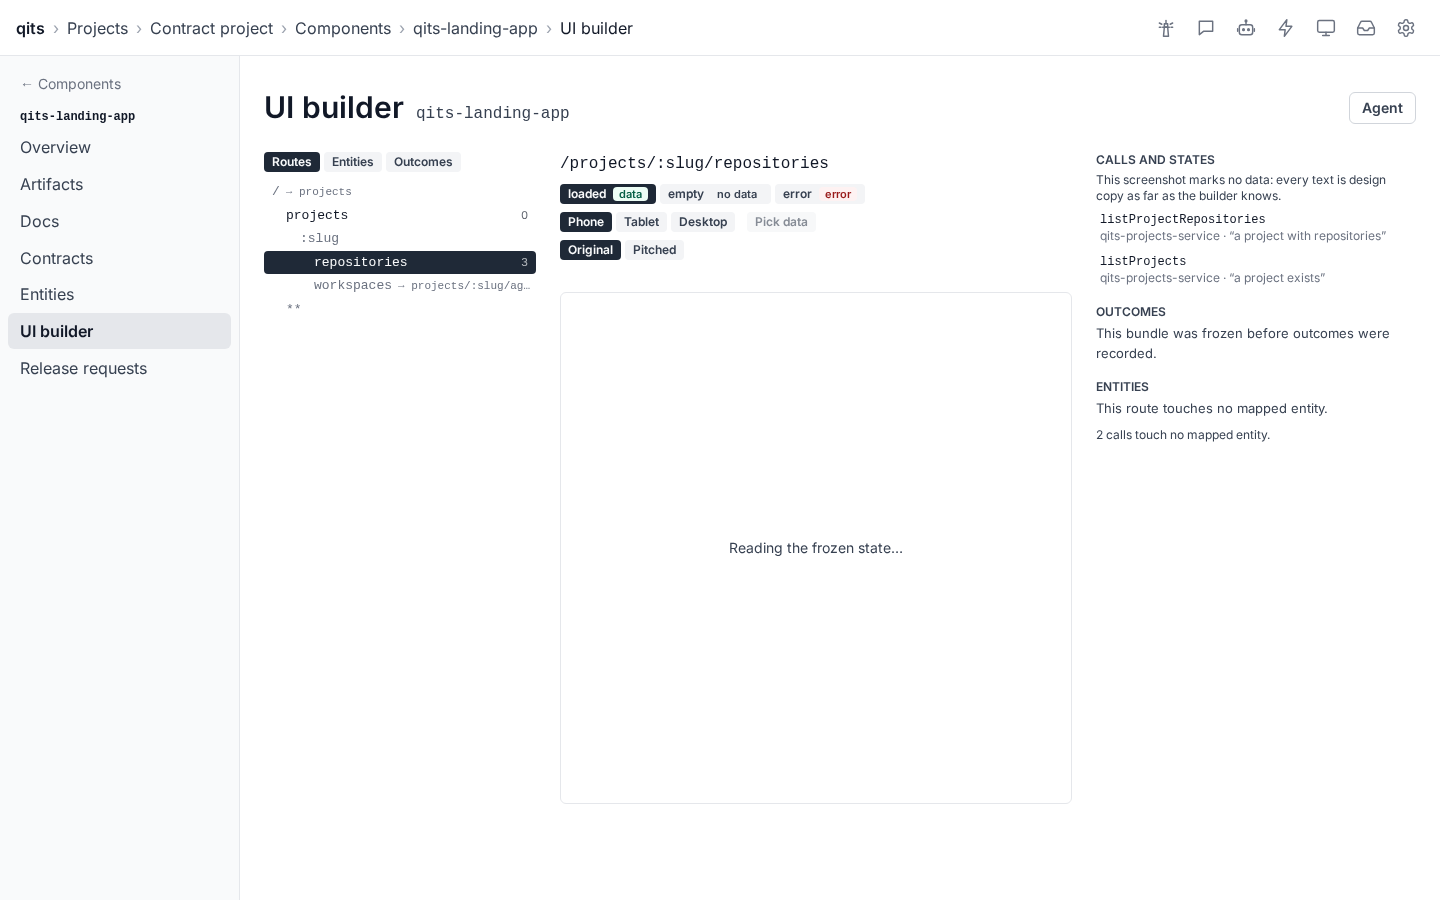 qits › Projects › Contract project › Components › qits-landing-app › UI builder
← Components
qits-landing-app
Overview
Artifacts
Docs
Contracts
Entities
UI builder
Release requests
UI builder qits-landing-app
Agent
Routes Entities Outcomes
/ → projects
projects 0
:slug
repositories 3
workspaces → projects/:slug/ag…
**
/projects/:slug/repositories
loaded data empty no data error error
Phone Tablet Desktop Pick data
Original Pitched
Reading the frozen state…
CALLS AND STATES
This screenshot marks no data: every text is design
copy as far as the builder knows.
listProjectRepositories
qits-projects-service · “a project with repositories”
listProjects
qits-projects-service · “a project exists”
OUTCOMES
This bundle was frozen before outcomes were
recorded.
ENTITIES
This route touches no mapped entity.
2 calls touch no mapped entity.